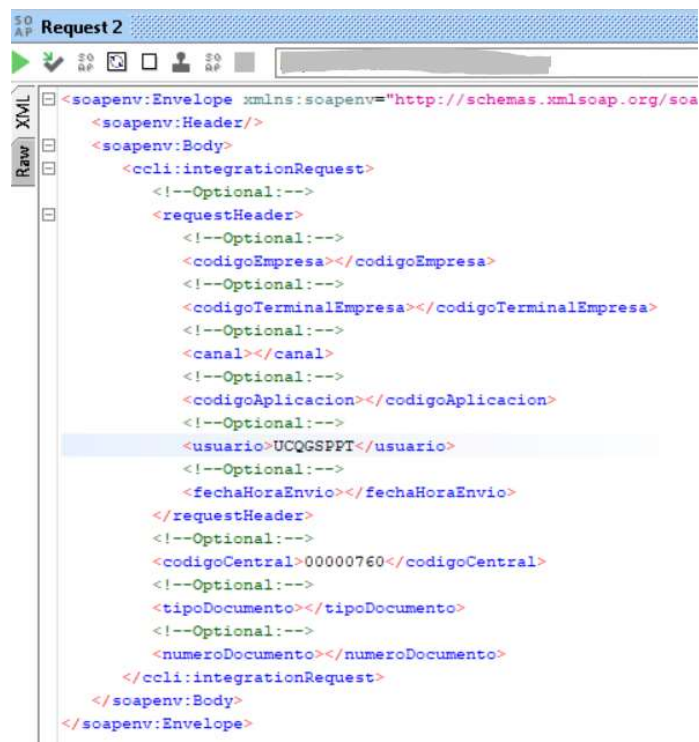 SO AP Request 2
XML
Raw
<soapenv:Envelope xmlns:soapenv="http://schemas.xmlsoap.org/soa
<soapenv:Header/>
<soapenv:Body>
<ccli:integrationRequest>
<!--Optional:-->
<requestHeader>
<!--Optional:-->
<codigoEmpresa></codigoEmpresa>
<!--Optional:-->
<codigoTerminalEmpresa></codigoTerminalEmpresa>
<!--Optional:-->
<canal></canal>
<!--Optional:-->
<codigoAplicacion></codigoAplicacion>
<!--Optional:-->
<usuario>UCQGSPPT</usuario>
<!--Optional:-->
<fechaHoraEnvio></fechaHoraEnvio>
</requestHeader>
<!--Optional:-->
<codigoCentral>00000760</codigoCentral>
<!--Optional:-->
<tipoDocumento></tipoDocumento>
<!--Optional:-->
<numeroDocumento></numeroDocumento>
</ccli:integrationRequest>
</soapenv:Body>
</soapenv:Envelope>